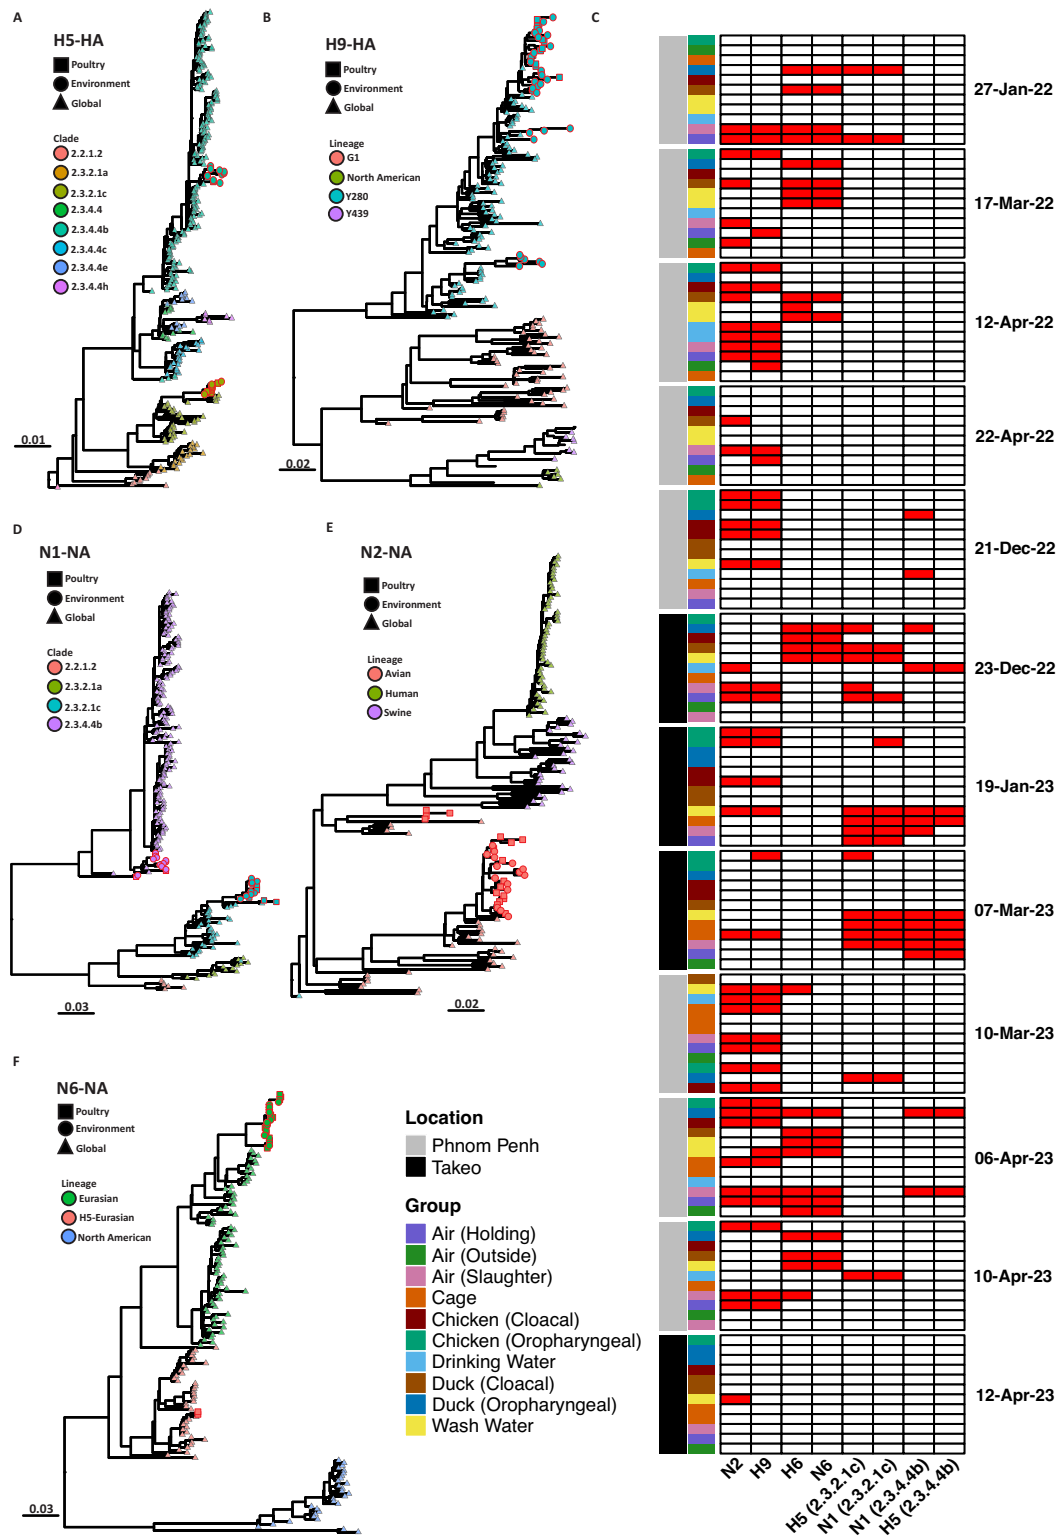 A
H5-HA
Poultry
Environment
Global
Clade
2.2.1.2
2.3.2.1a
2.3.2.1c
2.3.4.4
2.3.4.4b
2.3.4.4c
2.3.4.4e
2.3.4.4h
0.01
B
H9-HA
Poultry
Environment
Global
Lineage
G1
North American
Y280
Y439
0.02
C
27-Jan-22
17-Mar-22
12-Apr-22
22-Apr-22
21-Dec-22
23-Dec-22
19-Jan-23
07-Mar-23
10-Mar-23
06-Apr-23
10-Apr-23
12-Apr-23
N2
H9
H6
N6
H5 (2.3.2.1c)
N1 (2.3.2.1c)
N1 (2.3.4.4b)
H5 (2.3.4.4b)
D
N1-NA
Poultry
Environment
Global
Clade
2.2.1.2
2.3.2.1a
2.3.2.1c
2.3.4.4b
0.03
E
N2-NA
Poultry
Environment
Global
Lineage
Avian
Human
Swine
0.02
F
N6-NA
Poultry
Environment
Global
Lineage
Eurasian
H5-Eurasian
North American
0.03
Location
Phnom Penh
Takeo
Group
Air (Holding)
Air (Outside)
Air (Slaughter)
Cage
Chicken (Cloacal)
Chicken (Oropharyngeal)
Drinking Water
Duck (Cloacal)
Duck (Oropharyngeal)
Wash Water